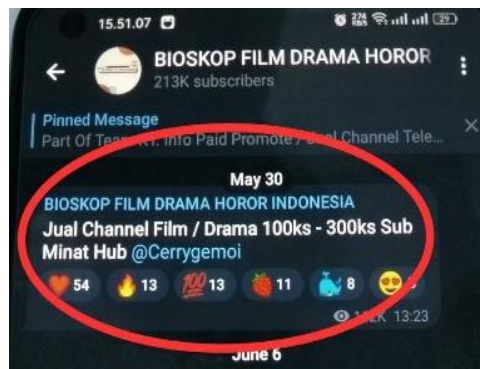 15.51.07
29
BIOSKOP FILM DRAMA HOROR
213K subscribers
Pinned Message
Part Of Team Info Paid Promote / Jual Channel Tele...
May 30
BIOSKOP FILM DRAMA HOROR INDONESIA
Jual Channel Film / Drama 100ks - 300ks Sub
Minat Hub @Cerrygemoi
54 13 100 13 11 8
13:23
June 6